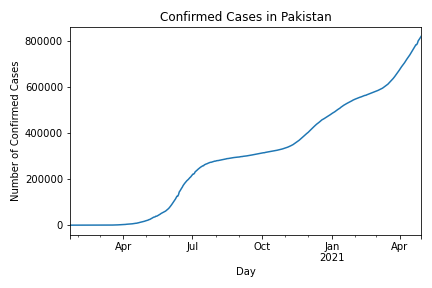 Confirmed Cases in Pakistan
Number of Confirmed Cases
800000
600000
400000
200000
0
Apr
Jul
Oct
Jan
2021
Apr
Day